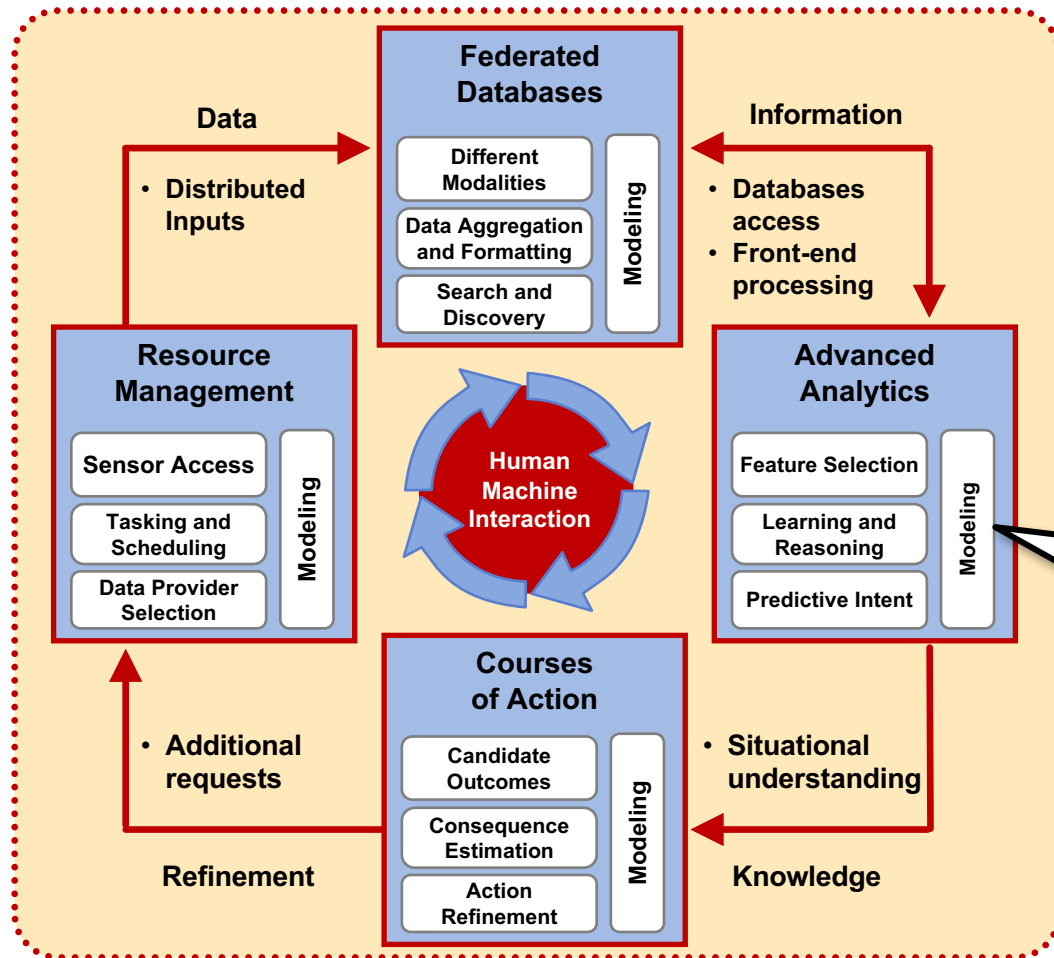 Federated
Databases
Different
Modalities
Data Aggregation
and Formatting
Search and
Discovery
Modeling
Data
• Distributed
Inputs
Information
• Databases
access
• Front-end
processing
Resource
Management
Sensor Access
Tasking and
Scheduling
Data Provider
Selection
Modeling
Human
Machine
Interaction
Advanced
Analytics
Feature Selection
Learning and
Reasoning
Predictive Intent
Modeling
Courses
of Action
Candidate
Outcomes
Consequence
Estimation
Action
Refinement
Modeling
• Additional
requests
Refinement
• Situational
understanding
Knowledge